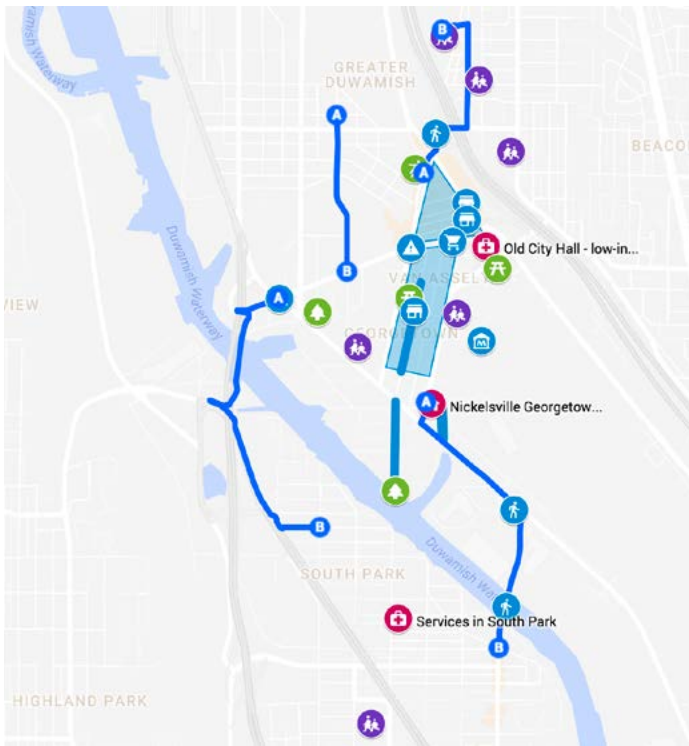 Duwamish Waterway
B
GREATER
DUWAMISH
A
BEACO
A
Old City Hall - low-in...
VAN ASSELT
B
VIEW
A
GEORGETOWN
A
Nickelsville Georgetow...
B
Duwamish Waterway
Duwamish Wa
SOUTH PARK
Services in South Park
B
HIGHLAND PARK